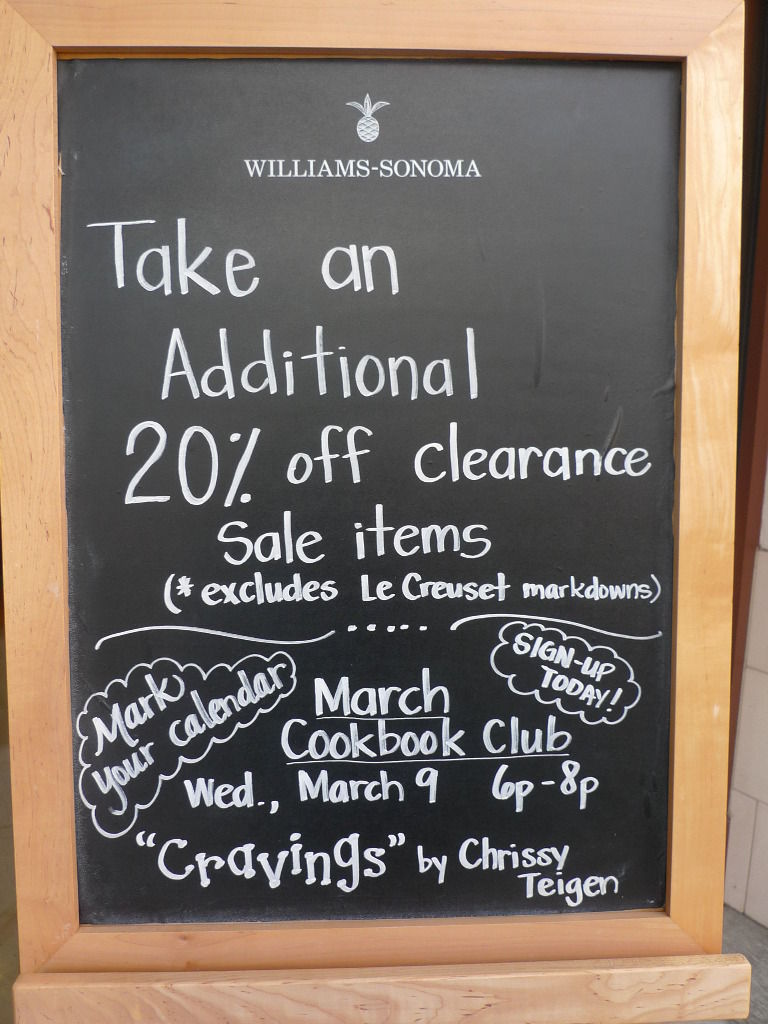 WILLIAMS-SONOMA
Take an
Additional
20% off clearance
Sale items
(* excludes Le Creuset markdowns)
Mark
your calendar
SIGN-UP
TODAY!
March
Cookbook Club
Wed., March 9 6p-8p
"Cravings" by Chrissy
Teigen